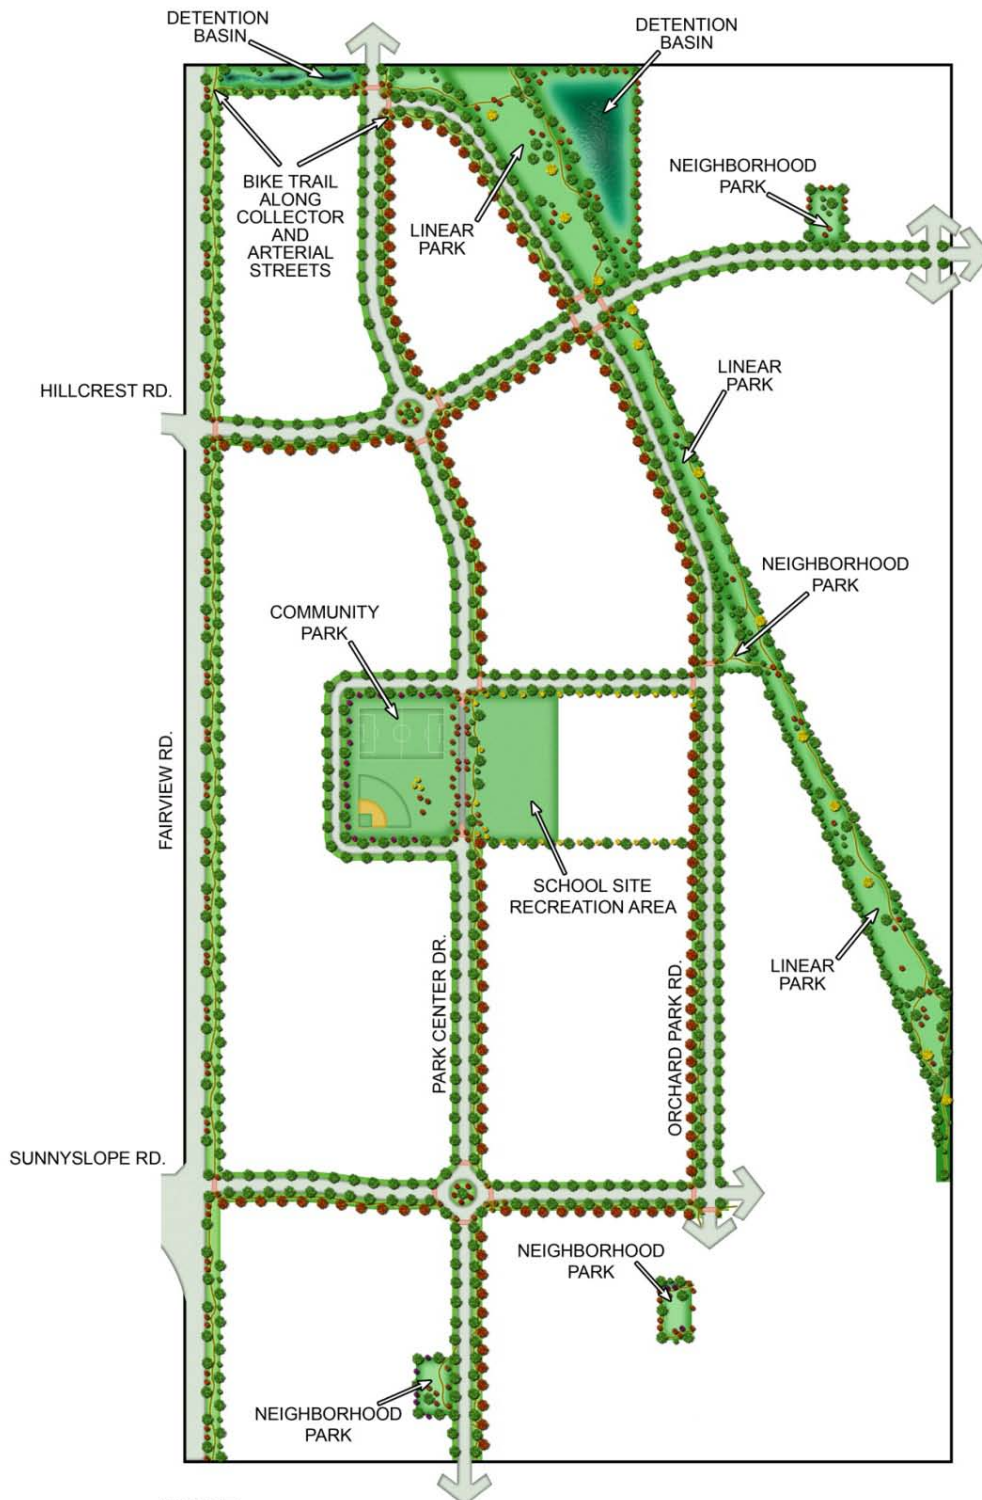 DETENTION
BASIN
DETENTION
BASIN
NEIGHBORHOOD
PARK
BIKE TRAIL
ALONG
COLLECTOR
AND
ARTERIAL
STREETS
LINEAR
PARK
HILLCREST RD.
LINEAR
PARK
NEIGHBORHOOD
PARK
COMMUNITY
PARK
FAIRVIEW RD.
SCHOOL SITE
RECREATION AREA
PARK CENTER DR.
ORCHARD PARK RD.
LINEAR
PARK
SUNNYSLOPE RD.
NEIGHBORHOOD
PARK
NEIGHBORHOOD
PARK